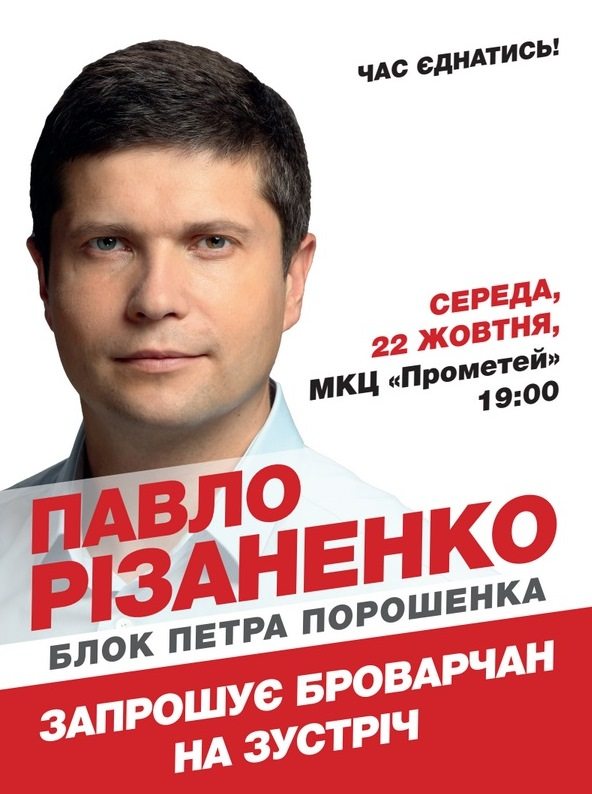 ЧАС ЄДНАТИСЬ!
СЕРЕДА,
22 ЖОВТНЯ,
МКЦ «Прометей»
19:00
ПАВЛО
РІЗАНЕНКО
БЛОК ПЕТРА ПОРОШЕНКА
ЗАПРОШУЄ БРОВАРЧАН
НА ЗУСТРІЧ